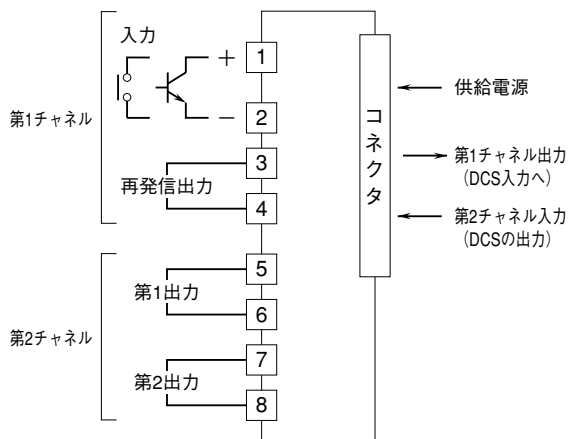 入力
+
−
1
2
第1チャネル
再発信出力
3
4
第2チャネル
第1出力
5
6
第2出力
7
8
コネクタ
供給電源
第1チャネル出力
(DCS入力へ)
第2チャネル入力
(DCSの出力)